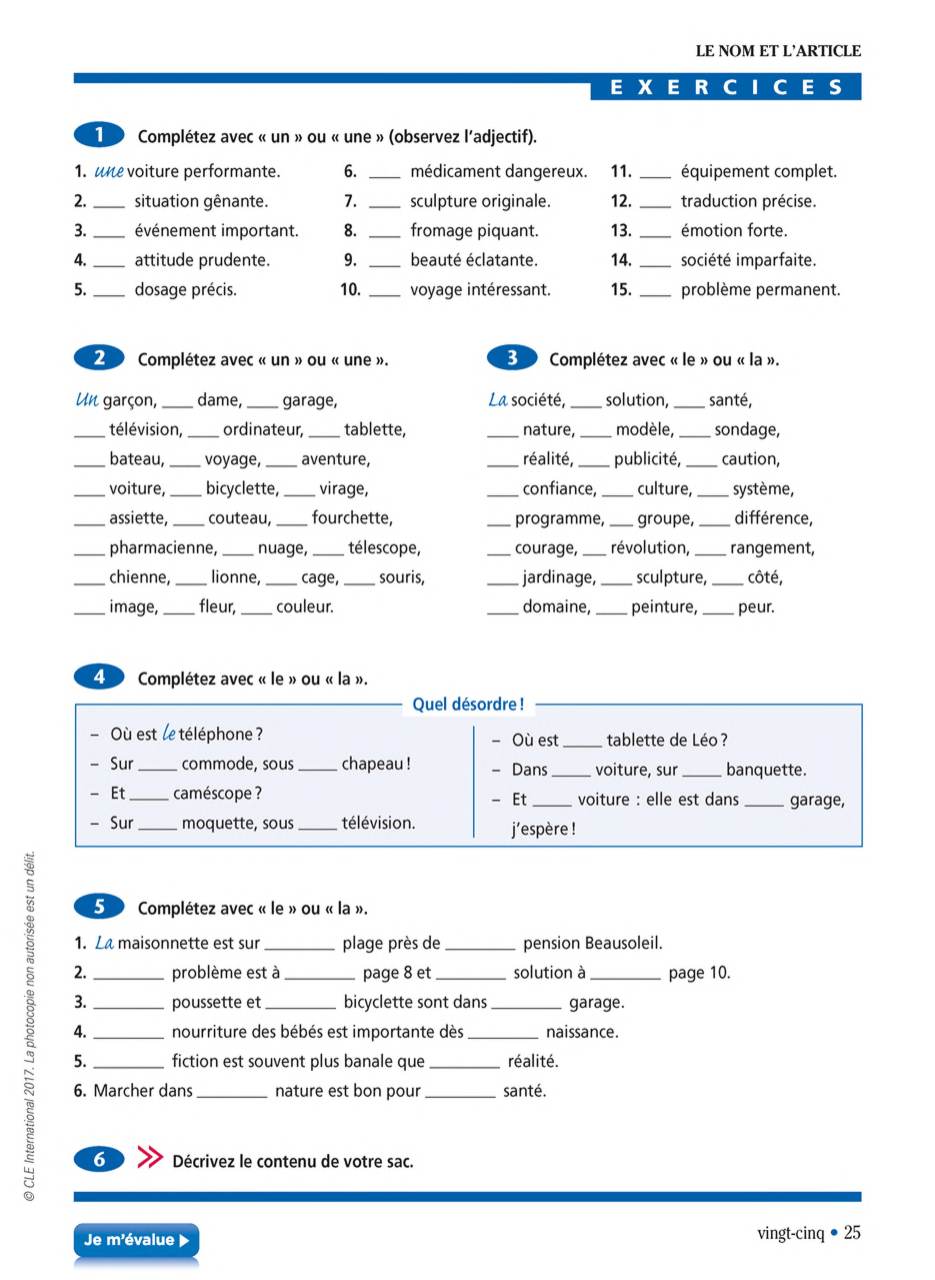 LE NOM ET L'ARTICLE
EXERCICES
1 Complétez avec « un » ou « une » (observez l'adjectif).
1. une voiture performante.
2. ____ situation gênante.
3. ____ événement important.
4. ____ attitude prudente.
5. ____ dosage précis.
6. ____ médicament dangereux.
7. ____ sculpture originale.
8. ____ fromage piquant.
9. ____ beauté éclatante.
10. ____ voyage intéressant.
11. ____ équipement complet.
12. ____ traduction précise.
13. ____ émotion forte.
14. ____ société imparfaite.
15. ____ problème permanent.
2 Complétez avec « un » ou « une ».
Un garçon, ____ dame, ____ garage,
____ télévision, ____ ordinateur, ____ tablette,
____ bateau, ____ voyage, ____ aventure,
____ voiture, ____ bicyclette, ____ virage,
____ assiette, ____ couteau, ____ fourchette,
____ pharmacienne, ____ nuage, ____ télescope,
____ chienne, ____ lionne, ____ cage, ____ souris,
____ image, ____ fleur, ____ couleur.
3 Complétez avec « le » ou « la ».
La société, ____ solution, ____ santé,
____ nature, ____ modèle, ____ sondage,
____ réalité, ____ publicité, ____ caution,
____ confiance, ____ culture, ____ système,
___ programme, ___ groupe, ____ différence,
___ courage, ___ révolution, ____ rangement,
____ jardinage, ____ sculpture, ____ côté,
____ domaine, ____ peinture, ____ peur.
4 Complétez avec « le » ou « la ».
Quel désordre !
– Où est le téléphone ?
– Sur _____ commode, sous _____ chapeau !
– Et _____ caméscope ?
– Sur _____ moquette, sous _____ télévision.
– Où est _____ tablette de Léo ?
– Dans _____ voiture, sur _____ banquette.
– Et _____ voiture : elle est dans _____ garage,
j'espère !
5 Complétez avec « le » ou « la ».
1. La maisonnette est sur _________ plage près de _________ pension Beausoleil.
2. _________ problème est à _________ page 8 et _________ solution à _________ page 10.
3. _________ poussette et _________ bicyclette sont dans _________ garage.
4. _________ nourriture des bébés est importante dès _________ naissance.
5. _________ fiction est souvent plus banale que _________ réalité.
6. Marcher dans _________ nature est bon pour _________ santé.
6 Décrivez le contenu de votre sac.
© CLE International 2017. La photocopie non autorisée est un délit.
Je m'évalue
vingt-cinq • 25